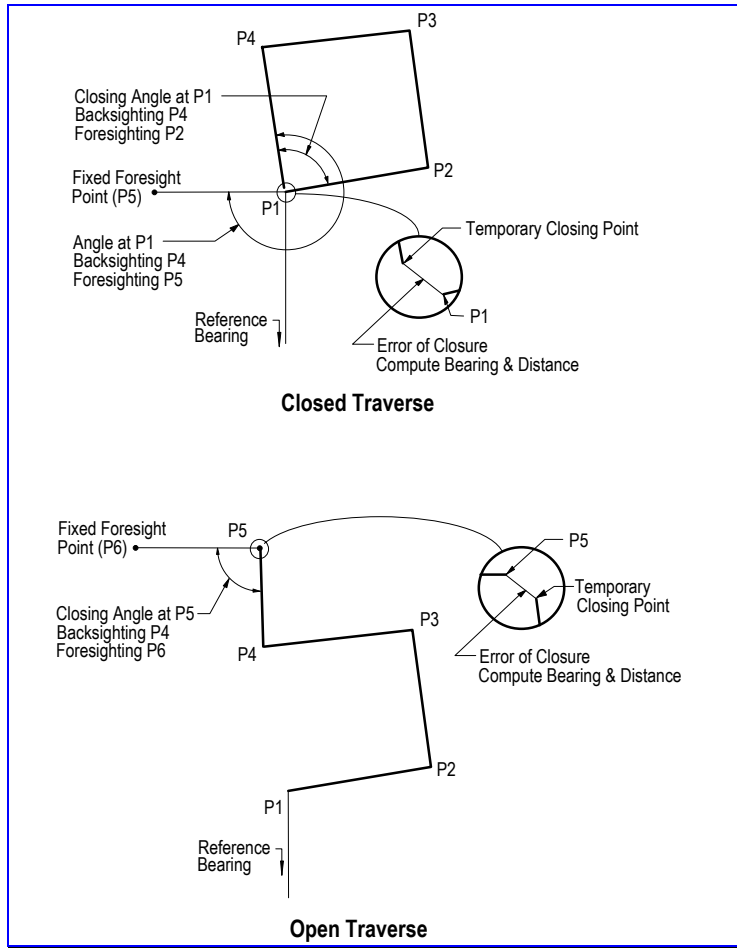 P4
P3
Closing Angle at P1
Backsighting P4
Foresighting P2
P2
Fixed Foresight
Point (P5)
P1
Angle at P1
Backsighting P4
Foresighting P5
Temporary Closing Point
P1
Reference
Bearing
Error of Closure
Compute Bearing & Distance
Closed Traverse
Fixed Foresight
Point (P6)
P5
P5
Closing Angle at P5
Backsighting P4
Foresighting P6
Temporary
Closing Point
P3
P4
Error of Closure
Compute Bearing & Distance
P2
P1
Reference
Bearing
Open Traverse